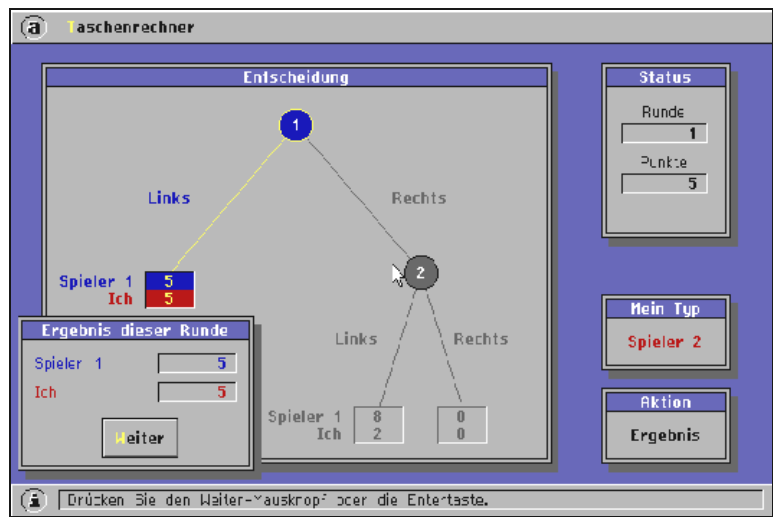 a Taschenrechner
Entscheidung
1
Links
Rechts
Spieler 1 5
Ich 5
2
Links
Rechts
Spieler 1 8 0
Ich 2 0
Ergebnis dieser Runde
Spieler 1 5
Ich 5
Weiter
Status
Runde
1
Punkte
5
Mein Typ
Spieler 2
Aktion
Ergebnis
i Drücken Sie den Weiter-Mausknopf oder die Entertaste.